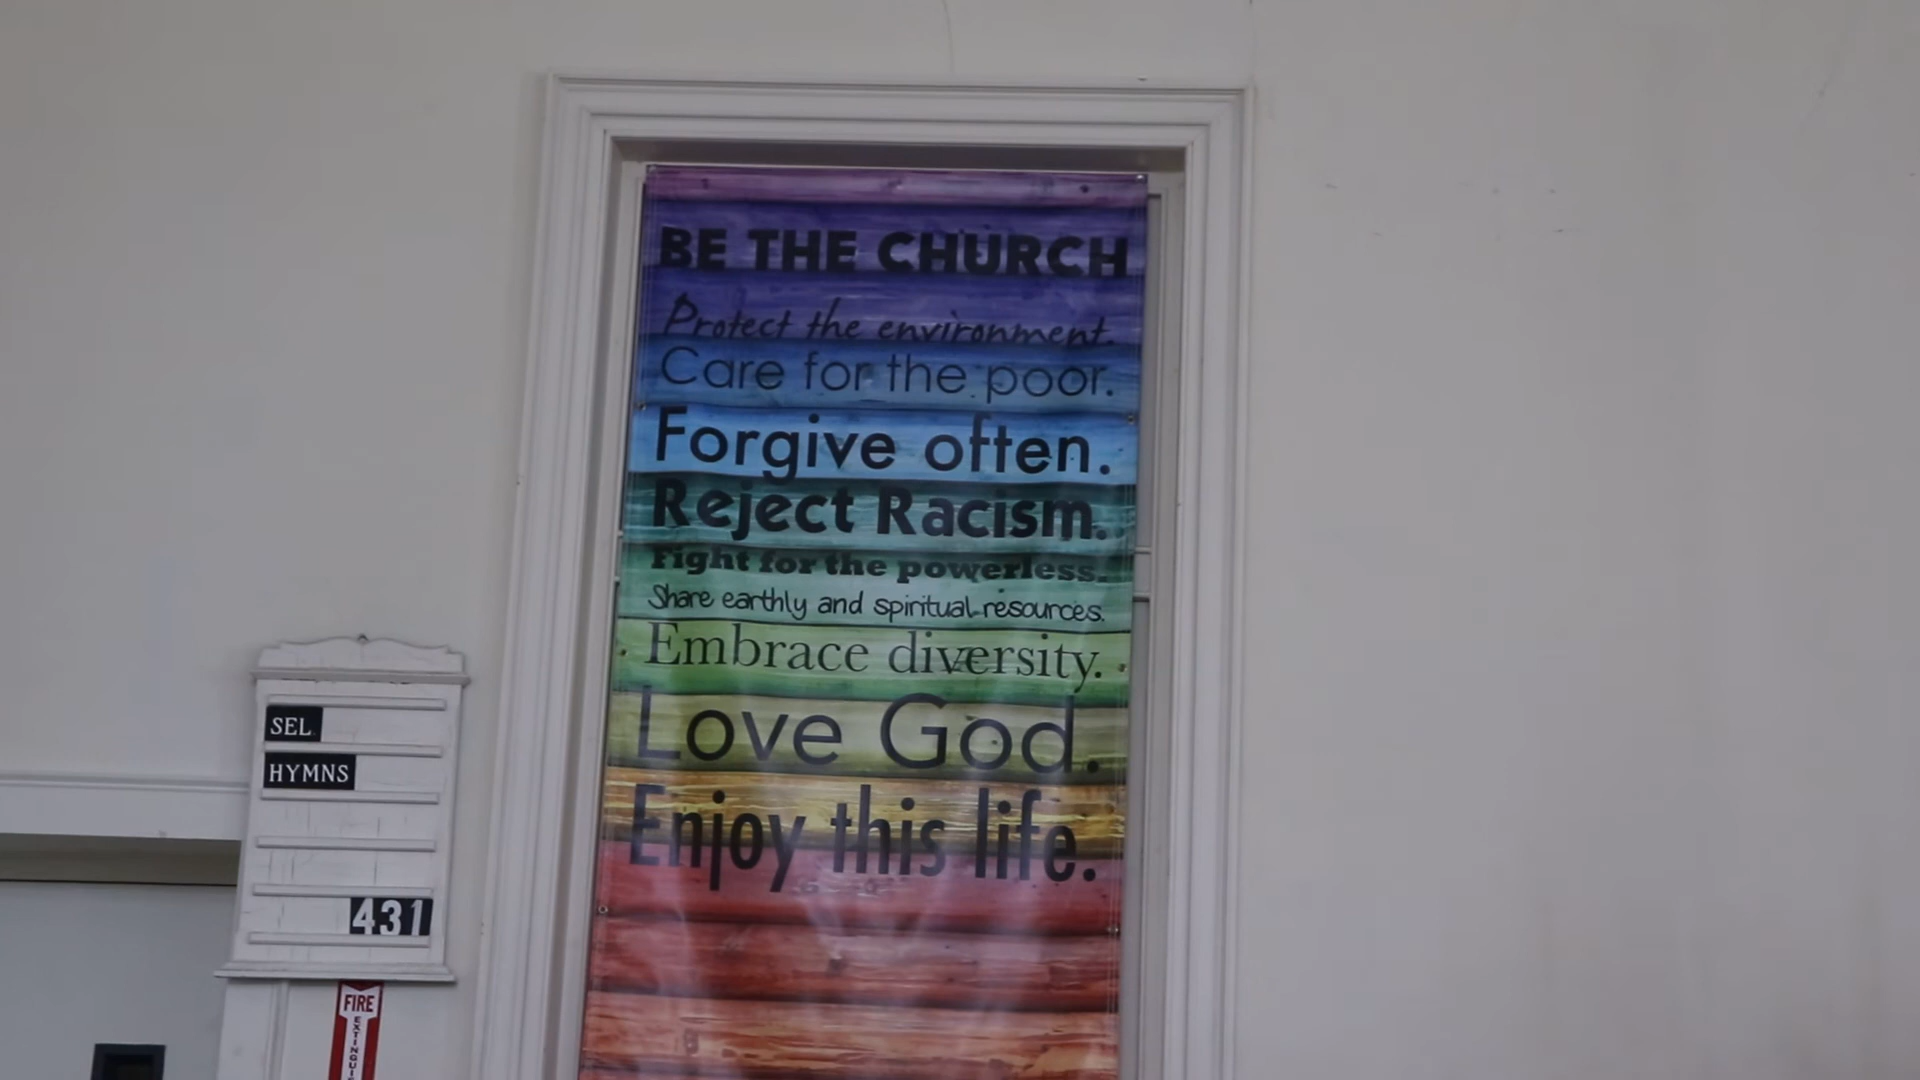 BE THE CHURCH
Protect the environment.
Care for the poor.
Forgive often.
Reject Racism.
Fight for the powerless.
Share earthly and spiritual resources.
Embrace diversity.
Love God.
Enjoy this life.
SEL
HYMNS
431
FIRE